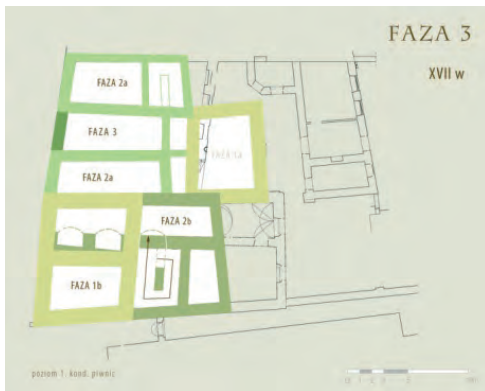 FAZA 3
XVII w
FAZA 2a
FAZA 3
FAZA 1a
FAZA 2a
FAZA 2b
FAZA 1b
poziom 1. kond. piwnic